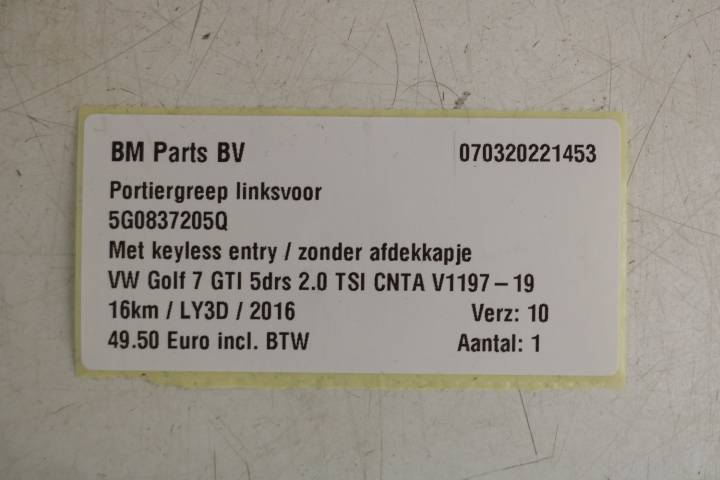 BM Parts BV 070320221453
Portiergreep linksvoor
5G0837205Q
Met keyless entry / zonder afdekkapje
VW Golf 7 GTI 5drs 2.0 TSI CNTA V1197 – 19
16km / LY3D / 2016 Verz: 10
49.50 Euro incl. BTW Aantal: 1